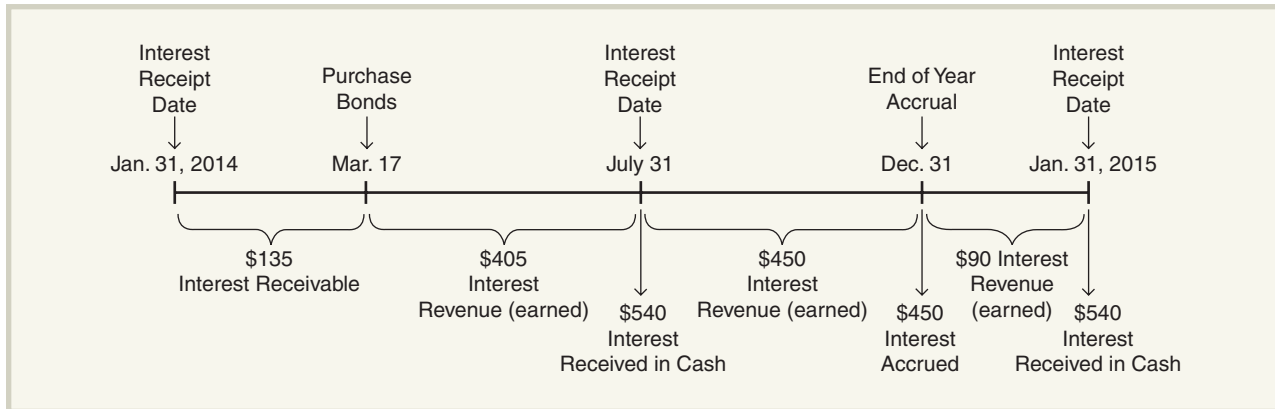 Interest
Receipt
Date
Purchase
Bonds
Interest
Receipt
Date
End of Year
Accrual
Interest
Receipt
Date
Jan. 31, 2014
Mar. 17
July 31
Dec. 31
Jan. 31, 2015
$135
Interest Receivable
$405
Interest
Revenue (earned)
$540
Interest
Received in Cash
$450
Interest
Revenue (earned)
$450
Interest
Accrued
$90 Interest
Revenue
(earned)
$540
Interest
Received in Cash